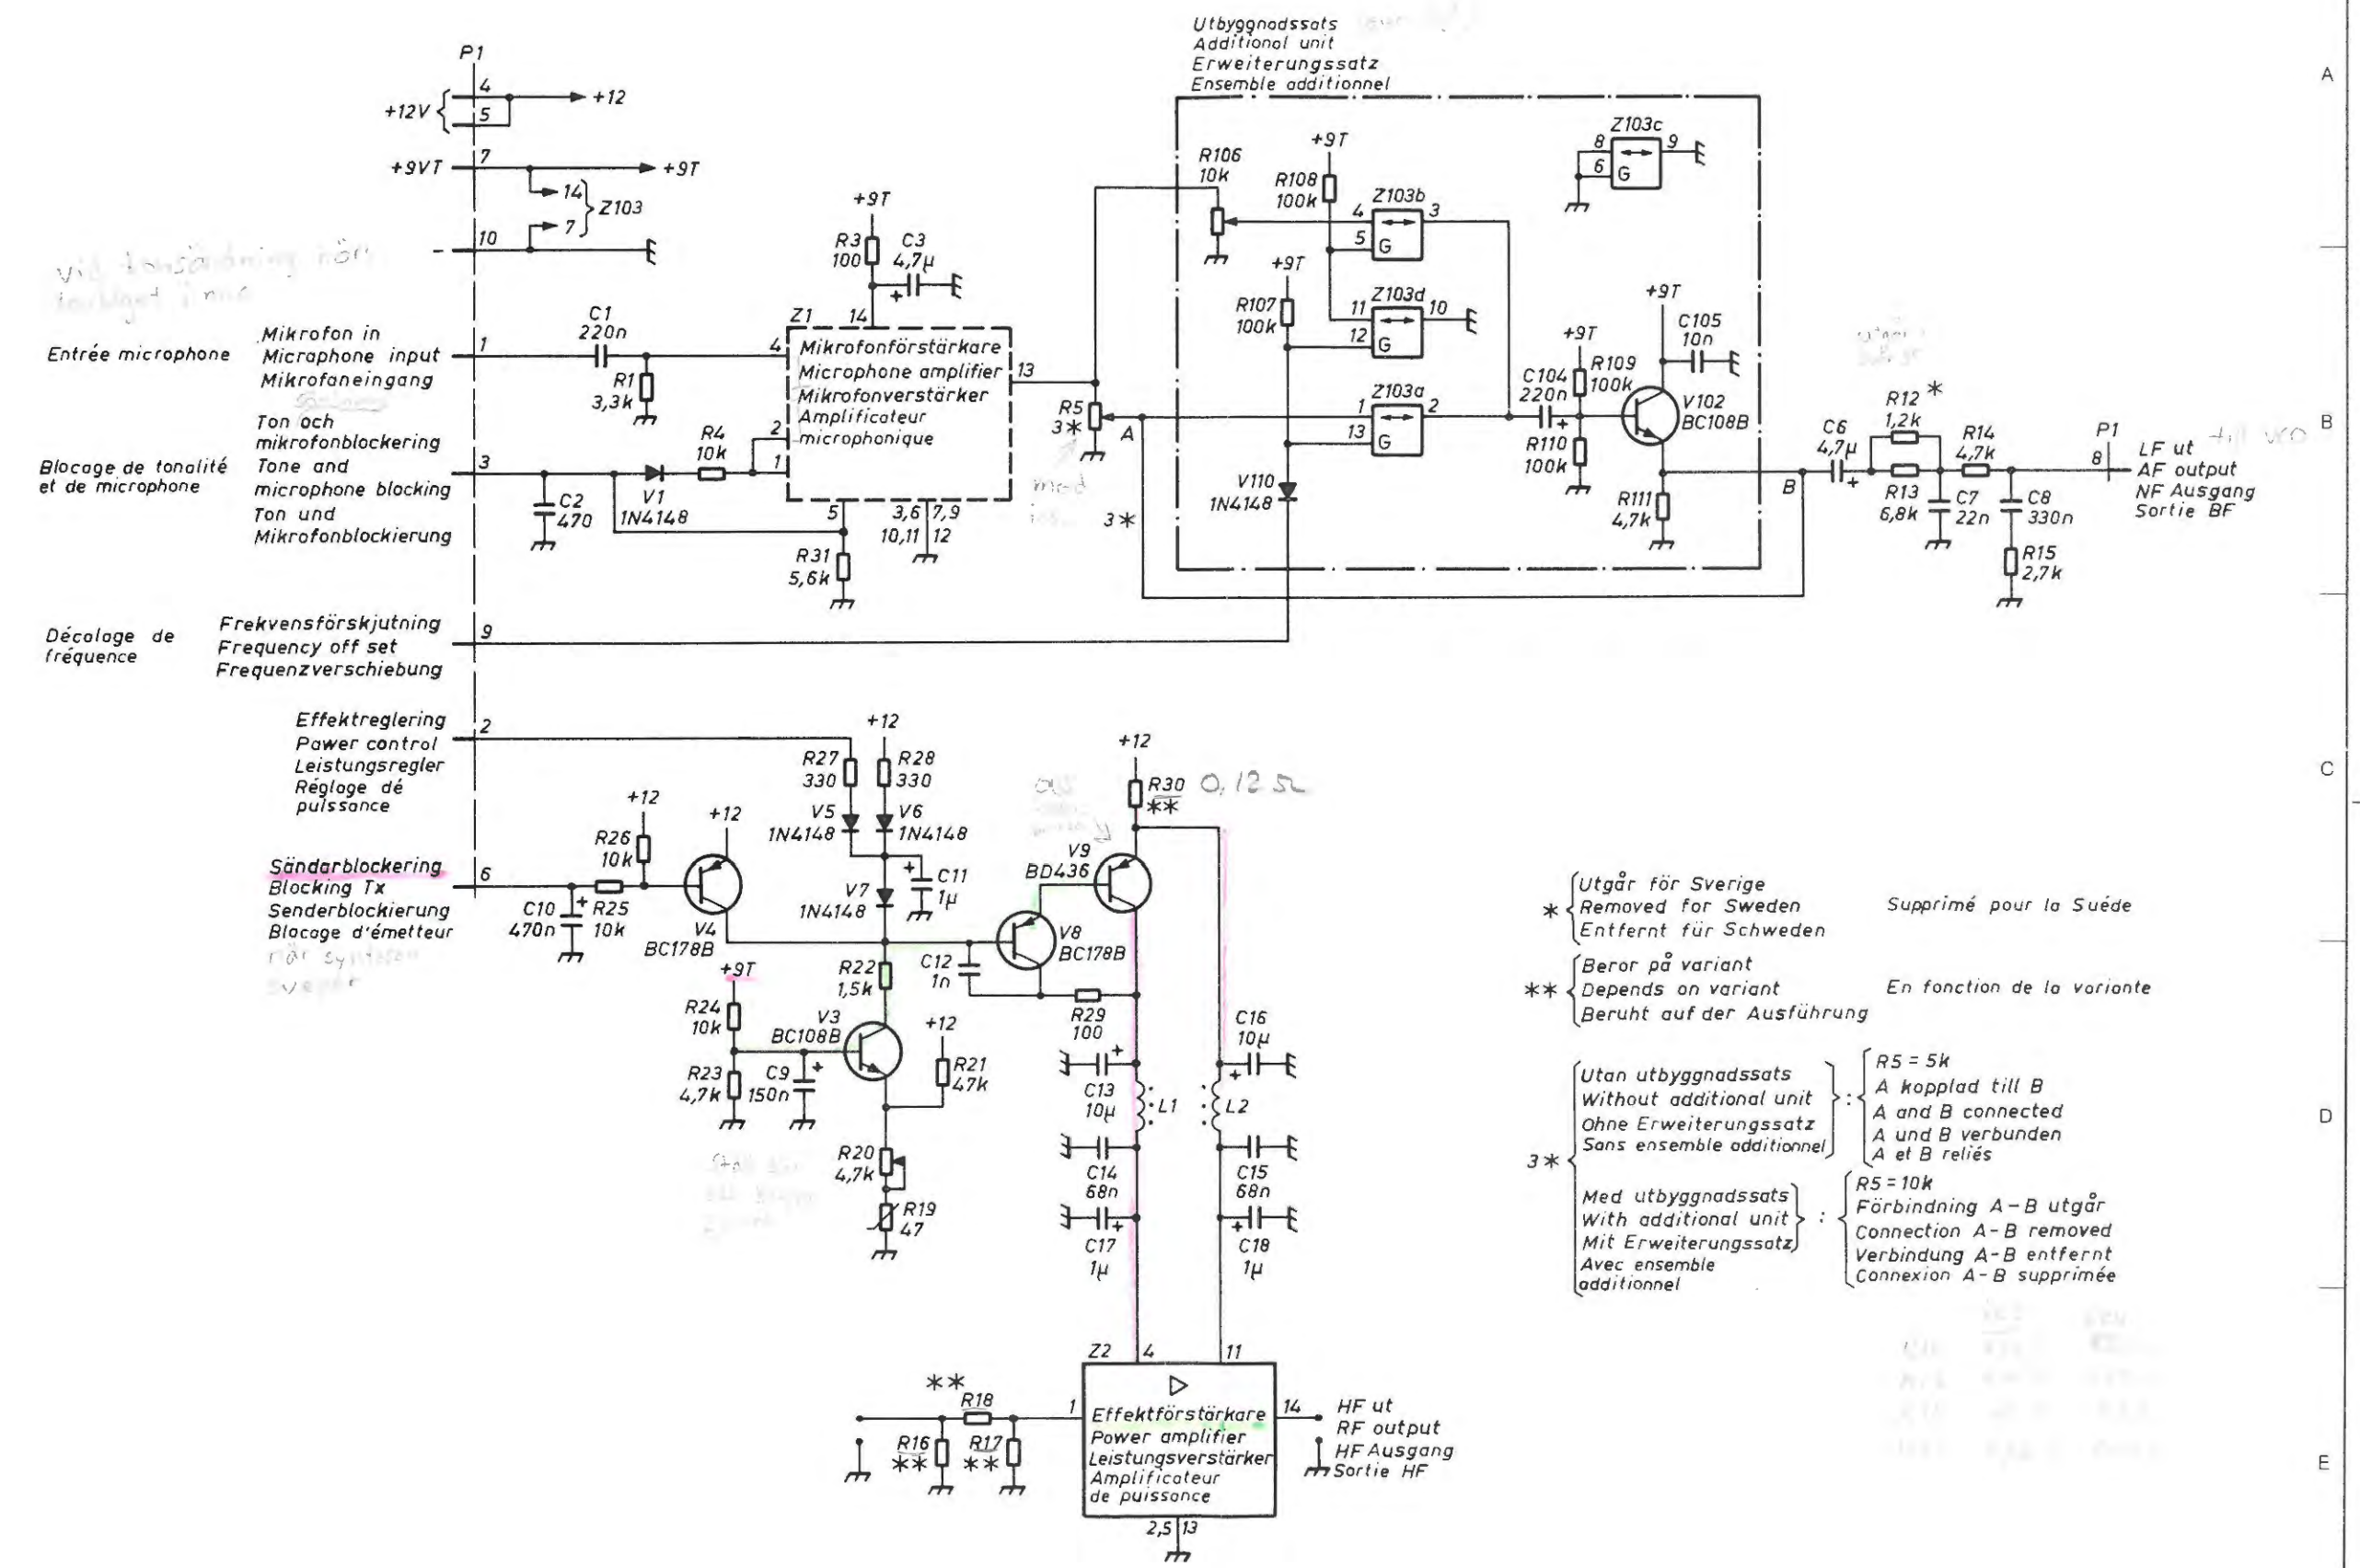 Utbyggnadssats
Additional unit
Erweiterungssatz
Ensemble additionnel
A
P1
+12V
4
5
+12
+9VT
7
+9T
14
7
Z103
-
10
Mikrofon in
Entrée microphone
Microphone input
Mikrofoneingang
1
C1
220n
R1
3,3k
Ton och
mikrofonblockering
Blocage de tonalité
et de microphone
Tone and
microphone blocking
Ton und
Mikrofonblockierung
3
C2
470
V1
1N4148
R4
10k
+9T
R3
100
C3
4,7µ
+
Z1
14
4
2
1
13
Mikrofonförstärkare
Microphone amplifier
Mikrofonverstärker
Amplificateur
microphonique
5
3,6
7,9
10,11
12
R31
5,6k
R5
3*
A
3*
R106
10k
+9T
R108
100k
Z103b
4
3
5
G
+9T
R107
100k
Z103d
11
10
12
G
Z103a
1
2
13
G
V110
1N4148
Z103c
8
9
6
G
C104
220n
+
+9T
R109
100k
R110
100k
+9T
C105
10n
V102
BC108B
R111
4,7k
B
C6
4,7µ
+
R12 *
1,2k
R13
6,8k
R14
4,7k
C7
22n
C8
330n
R15
2,7k
P1
8
LF ut
till VCO
AF output
NF Ausgang
Sortie BF
B
Décalage de
fréquence
Frekvensförskjutning
Frequency off set
Frequenzverschiebung
9
Effektreglering
Power control
Leistungsregler
Réglage dé
puissance
2
C
Sändarblockering
Blocking Tx
Senderblockierung
Blocage d'émetteur
6
C10
470n
+
R25
10k
+12
R26
10k
+12
V4
BC178B
+12
R27
330
R28
330
V5
1N4148
V6
1N4148
V7
1N4148
+
C11
1µ
+12
R30
**
0,12 Ω
V9
BD436
V8
BC178B
C12
1n
R29
100
R22
1,5k
+9T
R24
10k
R23
4,7k
V3
BC108B
C9
150n
+
+12
R21
47k
R20
4,7k
R19
47
C13
10µ
+
C14
68n
C17
1µ
+
L1
L2
C16
10µ
+
C15
68n
C18
1µ
+
*
Utgår för Sverige
Removed for Sweden
Entfernt für Schweden
Supprimé pour la Suéde
**
Beror på variant
Depends on variant
Beruht auf der Ausführung
En fonction de la variante
3*
Utan utbyggnadssats
Without additional unit
Ohne Erweiterungssatz
Sans ensemble additionnel
:
R5 = 5k
A kopplad till B
A and B connected
A und B verbunden
A et B reliés
Med utbyggnadssats
With additional unit
Mit Erweiterungssatz
Avec ensemble
additionnel
:
R5 = 10k
Förbindning A-B utgår
Connection A-B removed
Verbindung A-B entfernt
Connexion A-B supprimée
D
Z2
4
11
1
14
Effektförstärkare
Power amplifier
Leistungsverstärker
Amplificateur
de puissance
2,5
13
**
R18
R16
**
R17
**
HF ut
RF output
HF Ausgang
Sortie HF
E